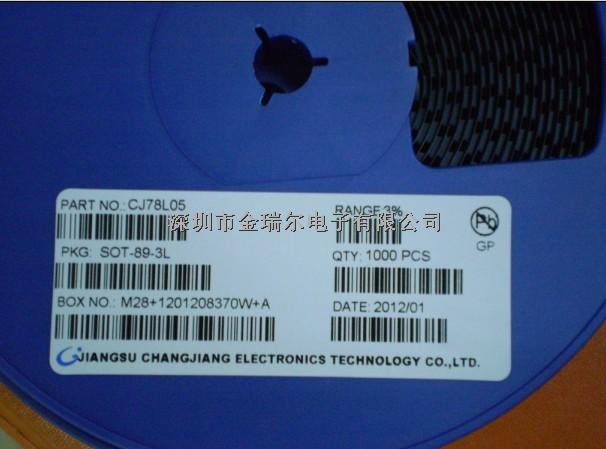 PART NO.: CJ78L05
RANGE 3%
Pb
GP
深圳市金瑞尔电子有限公司
PKG: SOT-89-3L
QTY: 1000 PCS
BOX NO.: M28+1201208370W+A
DATE: 2012/01
JIANGSU CHANGJIANG ELECTRONICS TECHNOLOGY CO.,LTD.